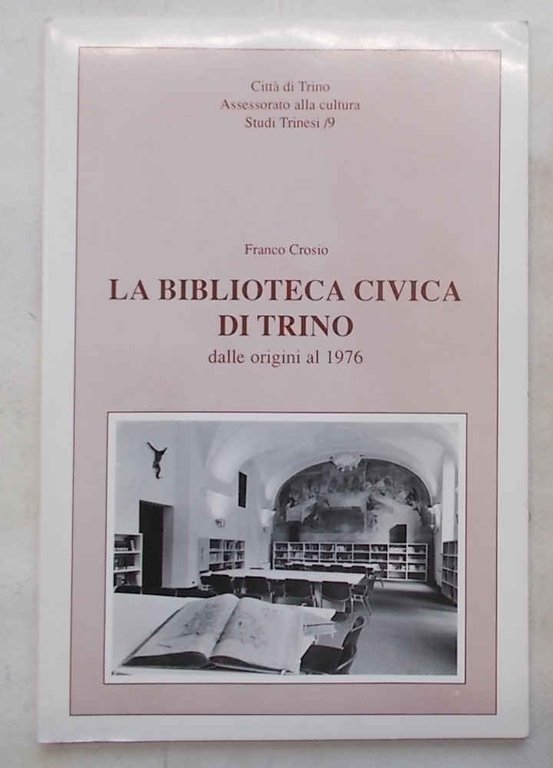 Città di Trino
Assessorato alla cultura
Studi Trinesi /9
Franco Crosio
LA BIBLIOTECA CIVICA
DI TRINO
dalle origini al 1976